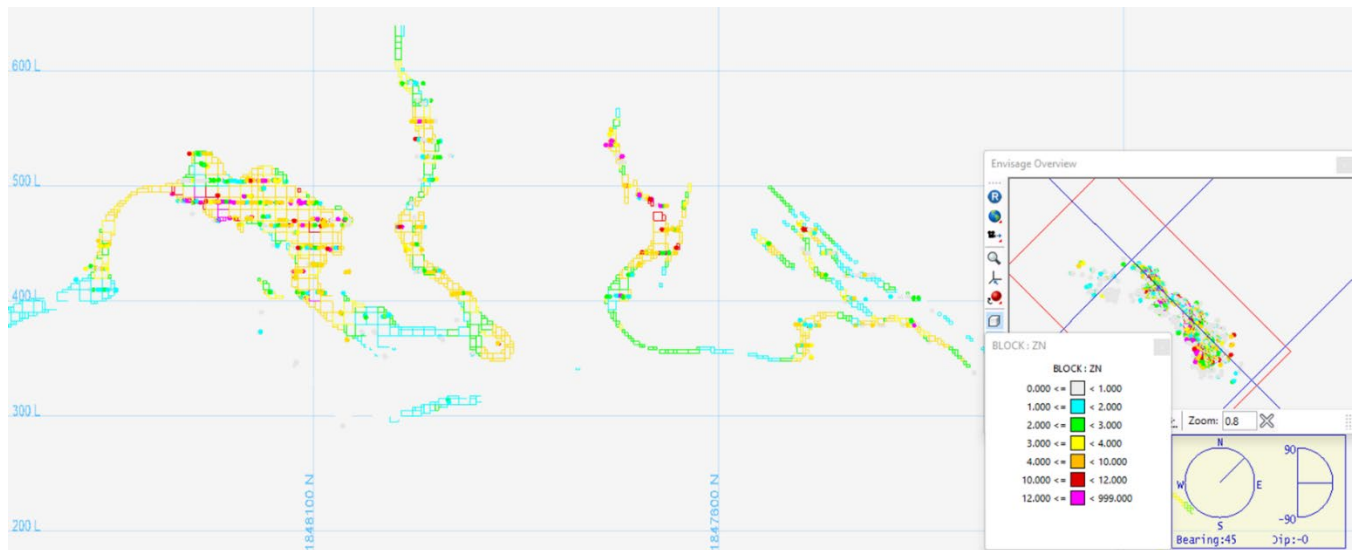 600 L
500 L
400 L
300 L
200 L
1848100 N
1847800 N
Envisage Overview
R
Zoom: 0.8
BLOCK : ZN
BLOCK : ZN
0.000 <= < 1.000
1.000 <= < 2.000
2.000 <= < 3.000
3.000 <= < 4.000
4.000 <= < 10.000
10.000 <= < 12.000
12.000 <= < 999.000
N
W E
S
90
-90
Bearing:45 Dip:-0